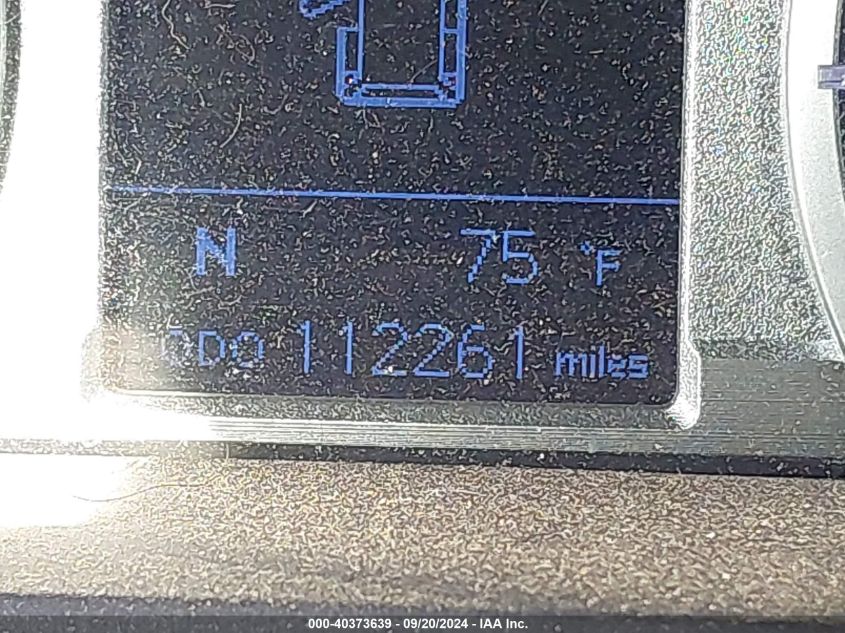 N 75 °F
ODO 112261 miles
000-40373639 - 09/20/2024 - IAA Inc.